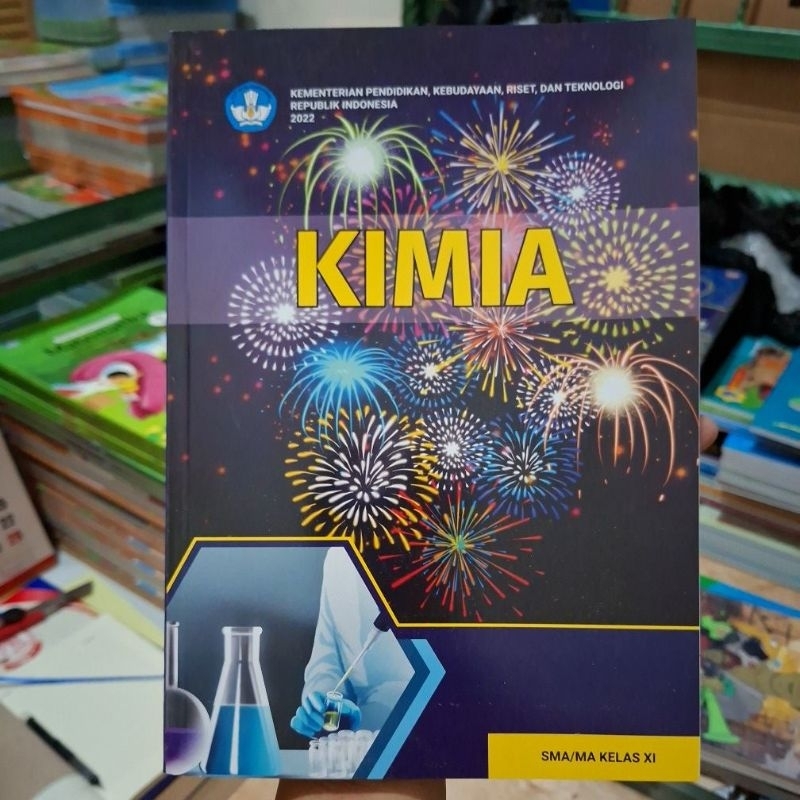 KEMENTERIAN PENDIDIKAN, KEBUDAYAAN, RISET, DAN TEKNOLOGI
REPUBLIK INDONESIA
2022
KIMIA
SMA/MA KELAS XI